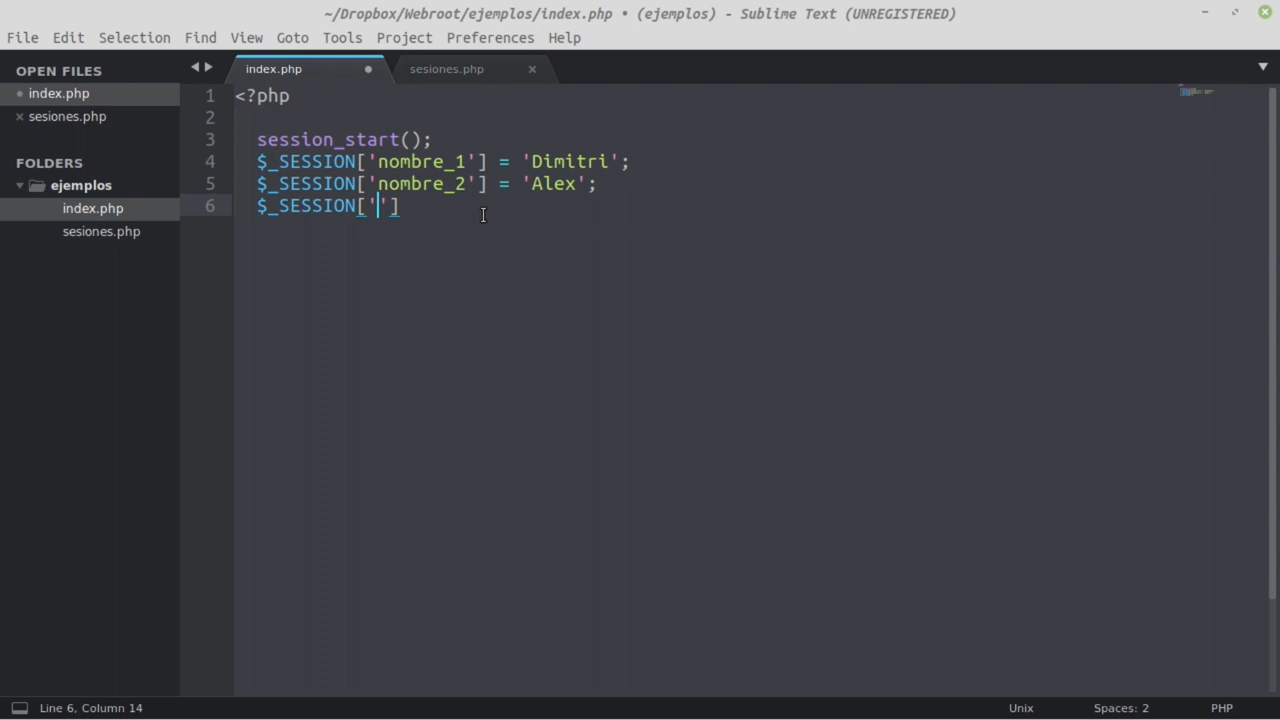 ~/Dropbox/Webroot/ejemplos/index.php • (ejemplos) - Sublime Text (UNREGISTERED)
File Edit Selection Find View Goto Tools Project Preferences Help
OPEN FILES
index.php
sesiones.php
FOLDERS
ejemplos
index.php
sesiones.php
index.php sesiones.php
1 <?php
2
3 session_start();
4 $_SESSION['nombre_1'] = 'Dimitri';
5 $_SESSION['nombre_2'] = 'Alex';
6 $_SESSION['']
Line 6, Column 14 Unix Spaces: 2 PHP